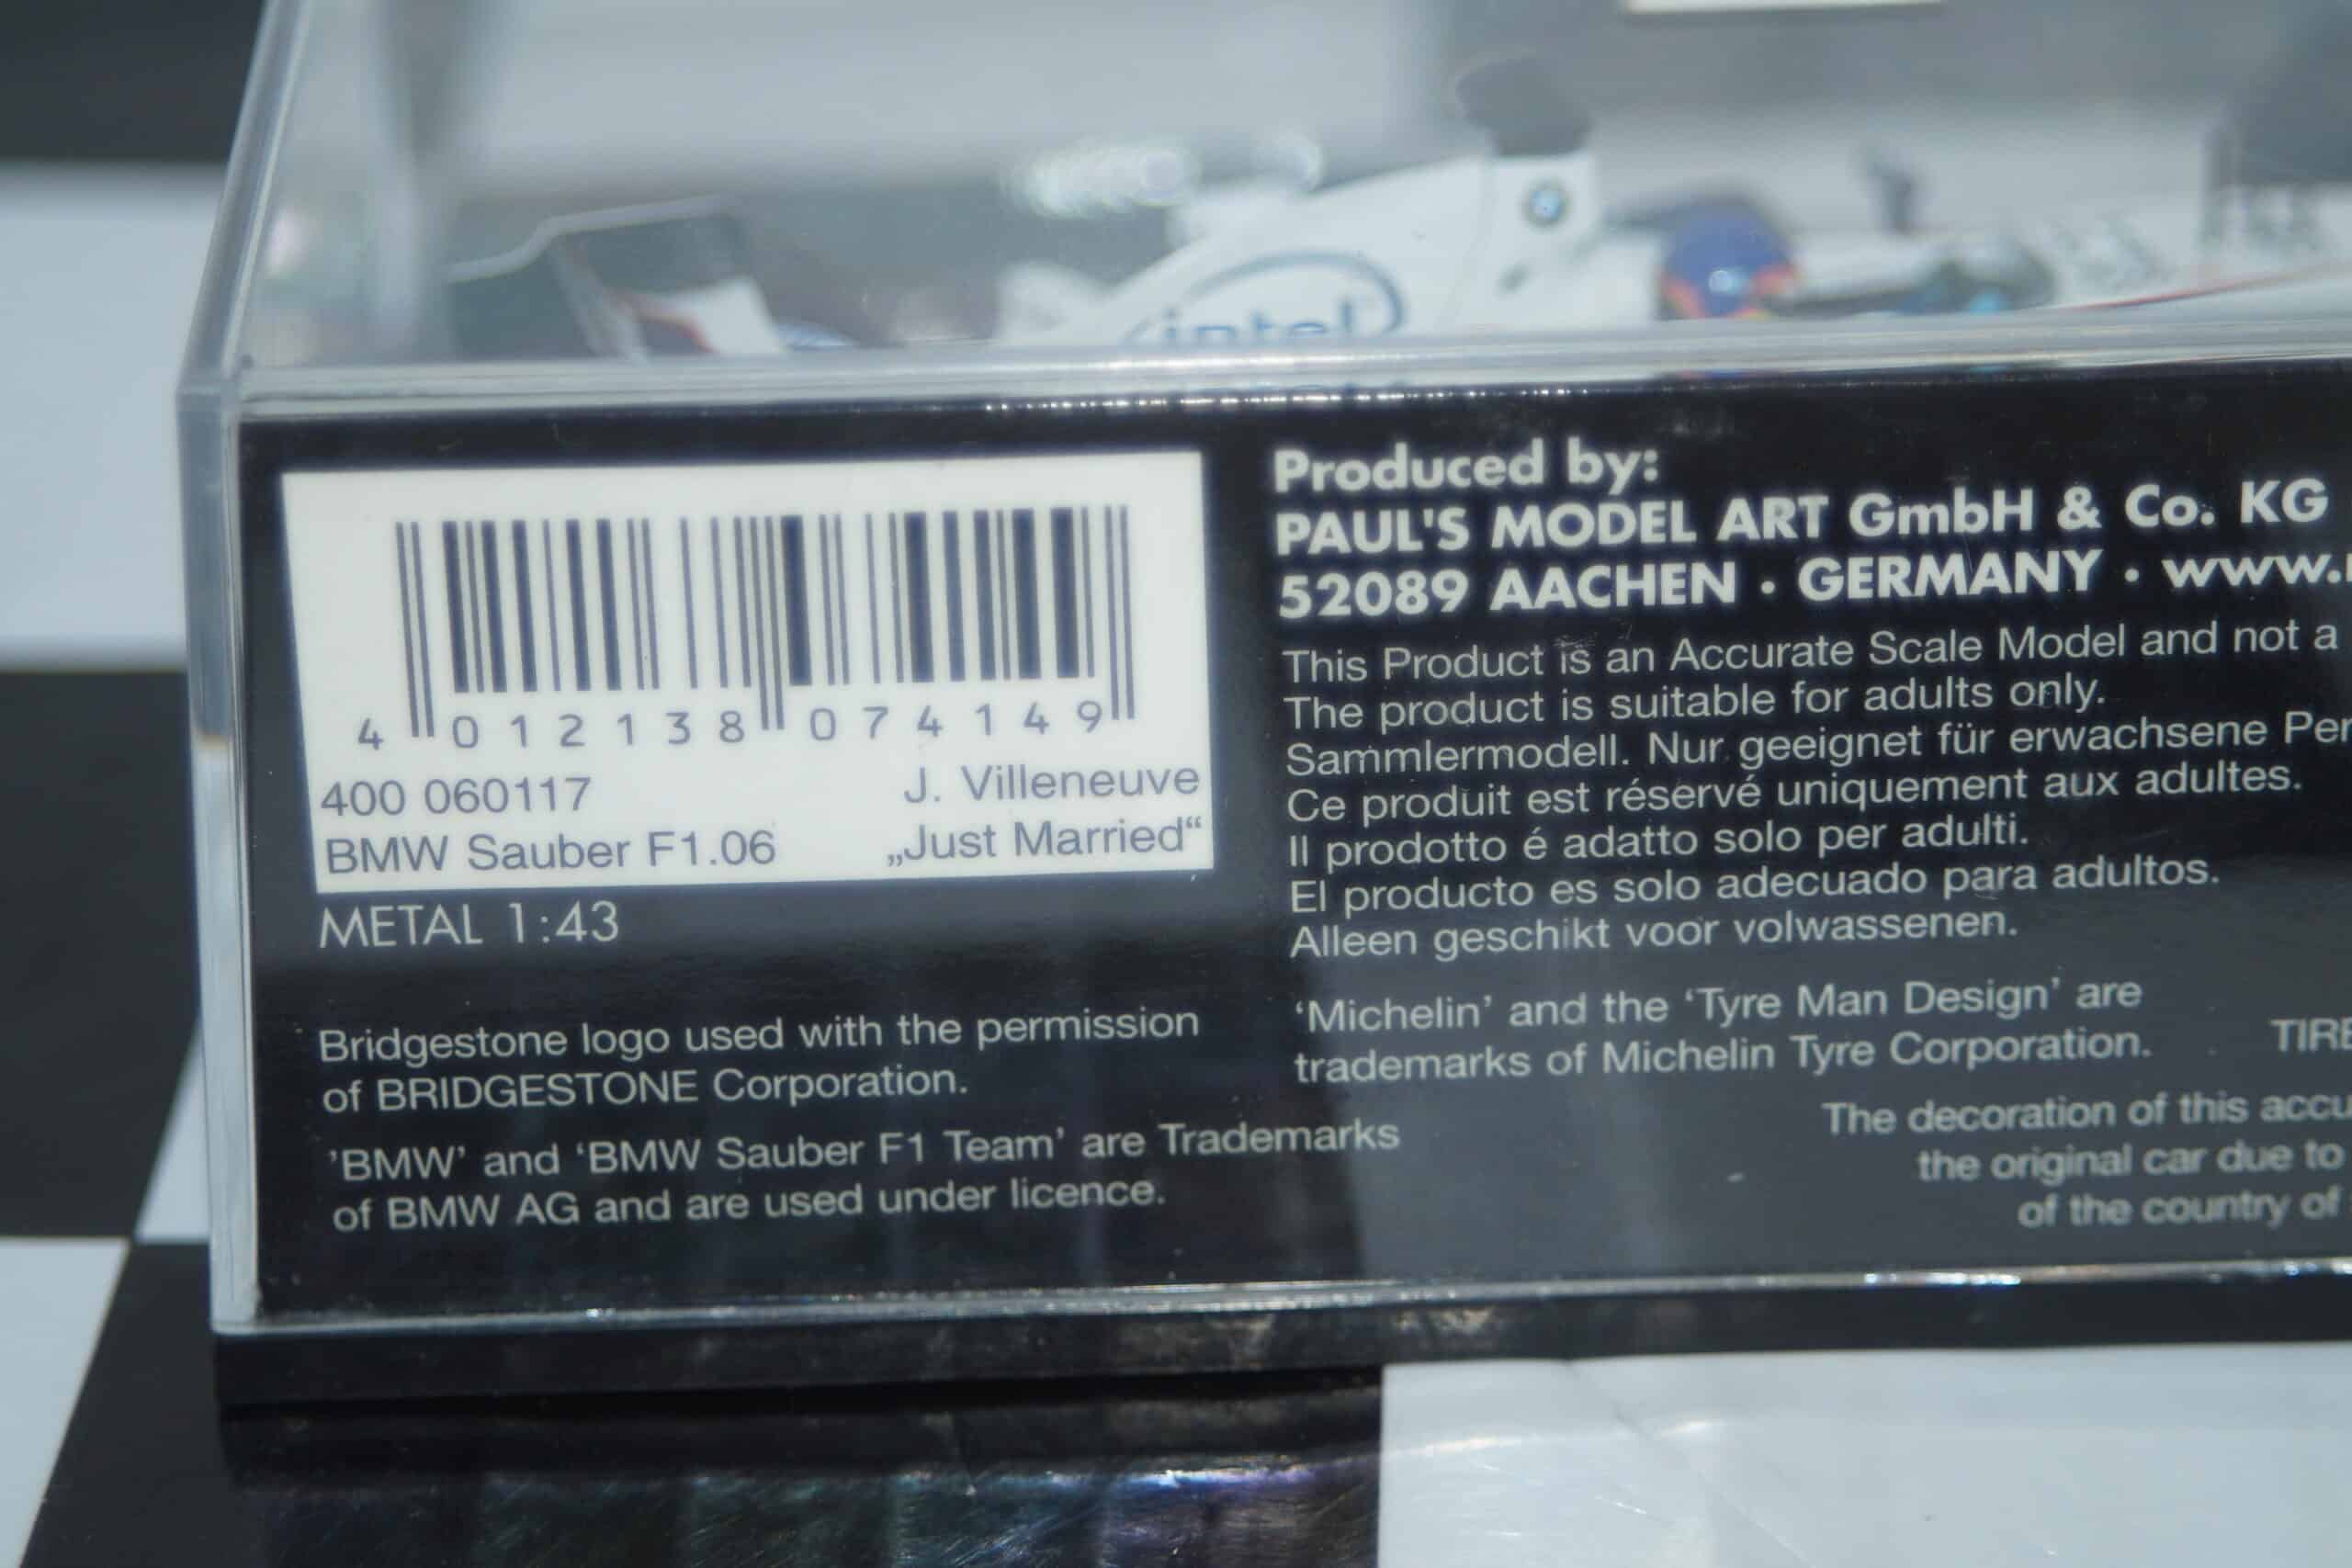 intel
4 012138 074149
400 060117 J. Villeneuve
BMW Sauber F1.06 „Just Married“
METAL 1:43
Bridgestone logo used with the permission
of BRIDGESTONE Corporation.
’BMW’ and ‘BMW Sauber F1 Team’ are Trademarks
of BMW AG and are used under licence.
Produced by:
PAUL'S MODEL ART GmbH & Co. KG
52089 AACHEN · GERMANY · www.
This Product is an Accurate Scale Model and not a
The product is suitable for adults only.
Sammlermodell. Nur geeignet für erwachsene Per
Ce produit est réservé uniquement aux adultes.
Il prodotto é adatto solo per adulti.
El producto es solo adecuado para adultos.
Alleen geschikt voor volwassenen.
‘Michelin’ and the ‘Tyre Man Design’ are
trademarks of Michelin Tyre Corporation.
TIRE
The decoration of this accu
the original car due to
of the country of